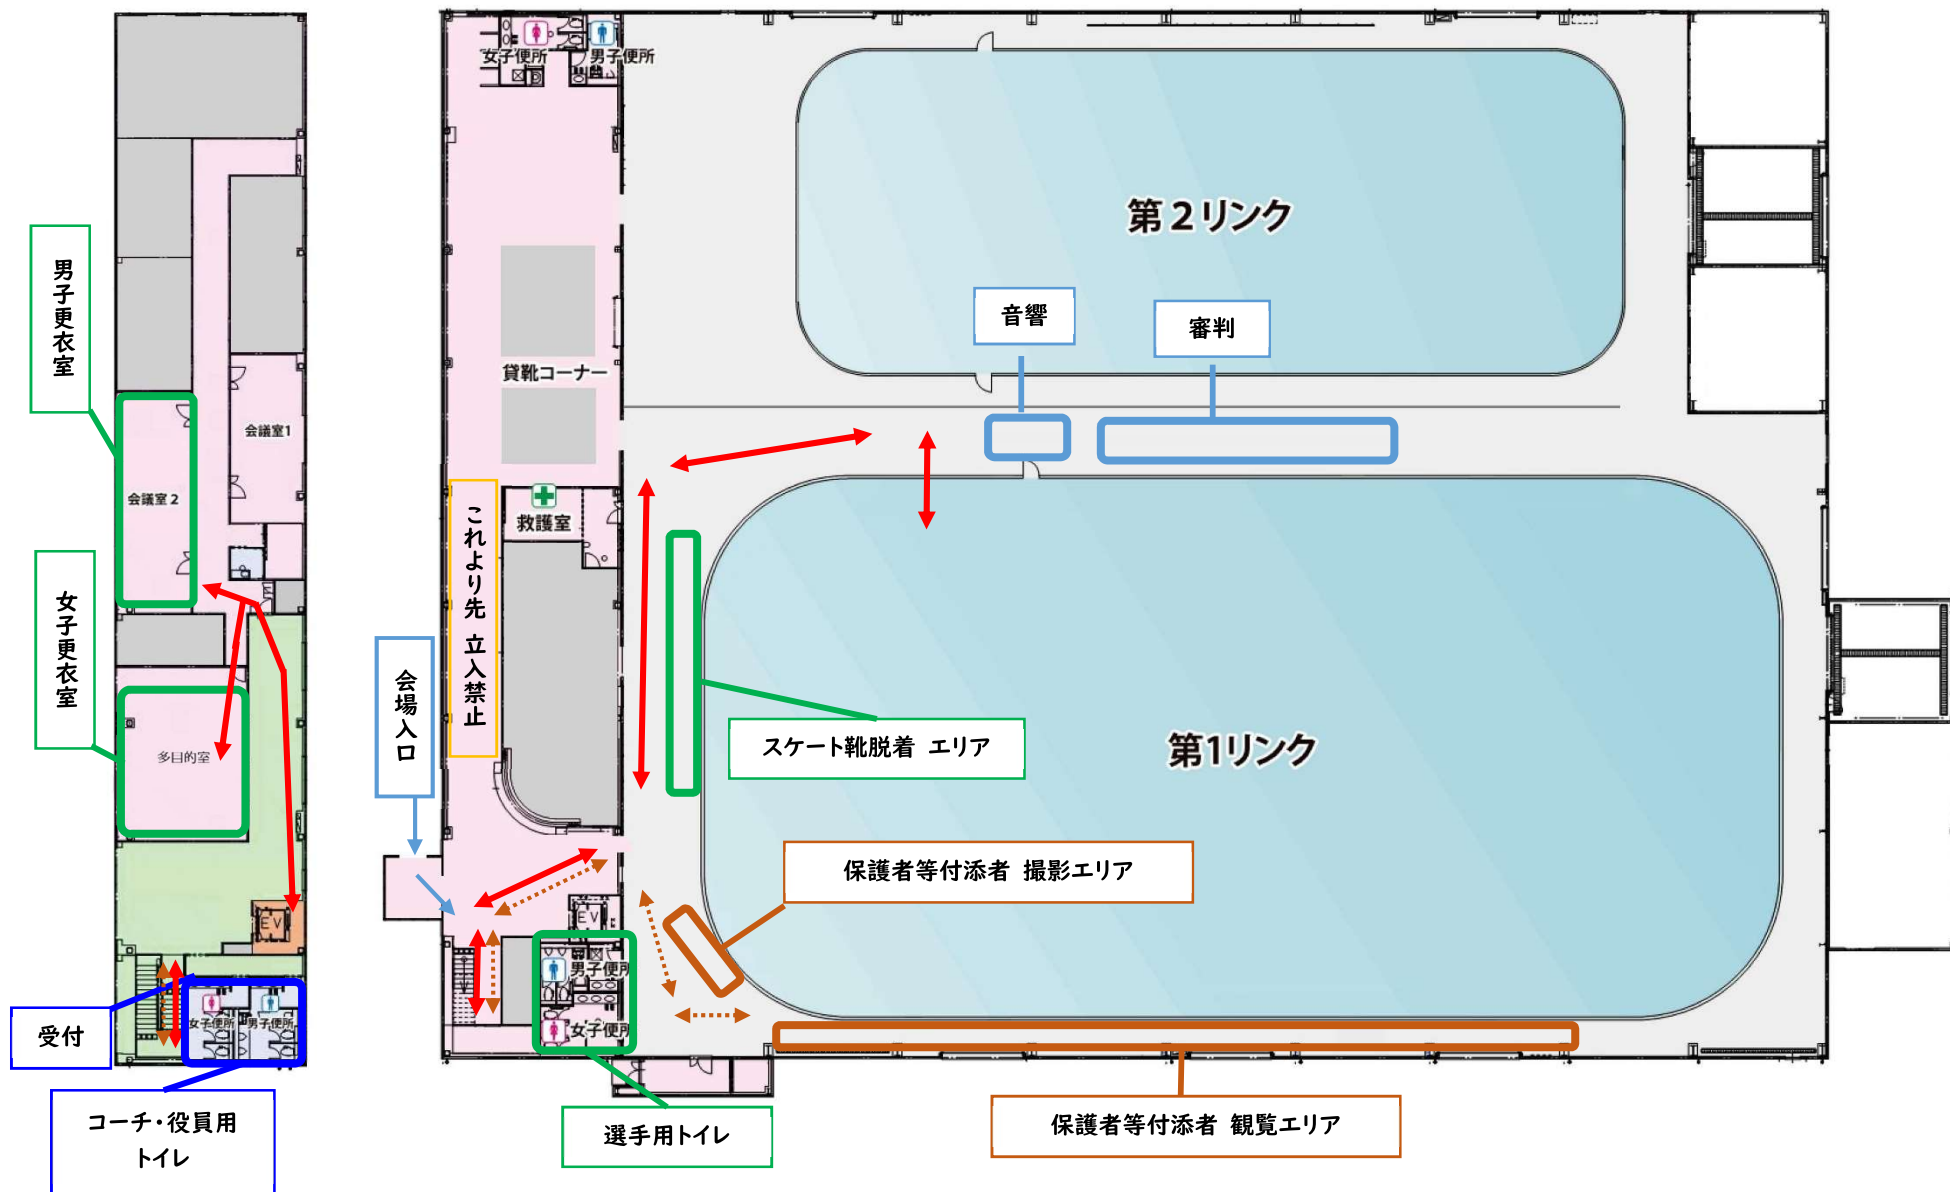 女子便所
男子便所
第2リンク
男子更衣室
音響
審判
貸靴コーナー
会議室1
会議室2
救護室
これより先 立入禁止
女子更衣室
会場入口
多目的室
スケート靴脱着 エリア
第1リンク
保護者等付添者 撮影エリア
EV
EV
男子便所
女子便所
女子便所
男子便所
受付
コーチ・役員用
トイレ
選手用トイレ
保護者等付添者 観覧エリア